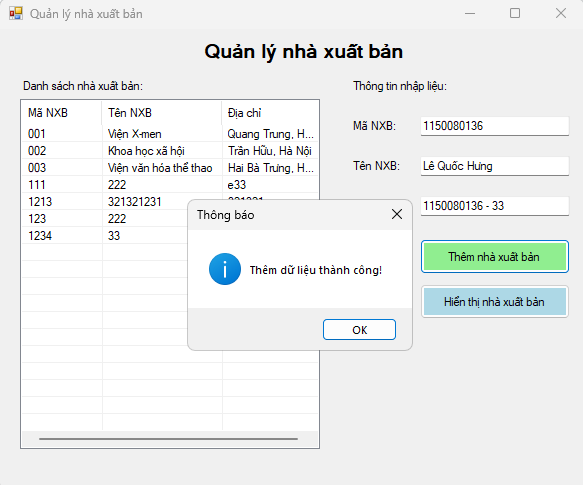 Quản lý nhà xuất bản
Quản lý nhà xuất bản
Danh sách nhà xuất bản:
Thông tin nhập liệu:
Mã NXB Tên NXB Địa chỉ
001 Viện X-men Quang Trung, H...
002 Khoa học xã hội Trần Hữu, Hà Nội
003 Viện văn hóa thể thao Hai Bà Trưng, H...
111 222 e33
1213 321321231
123 222
1234 33
Mã NXB: 1150080136
Tên NXB: Lê Quốc Hưng
1150080136 - 33
Thêm nhà xuất bản
Hiển thị nhà xuất bản
Thông báo
Thêm dữ liệu thành công!
OK